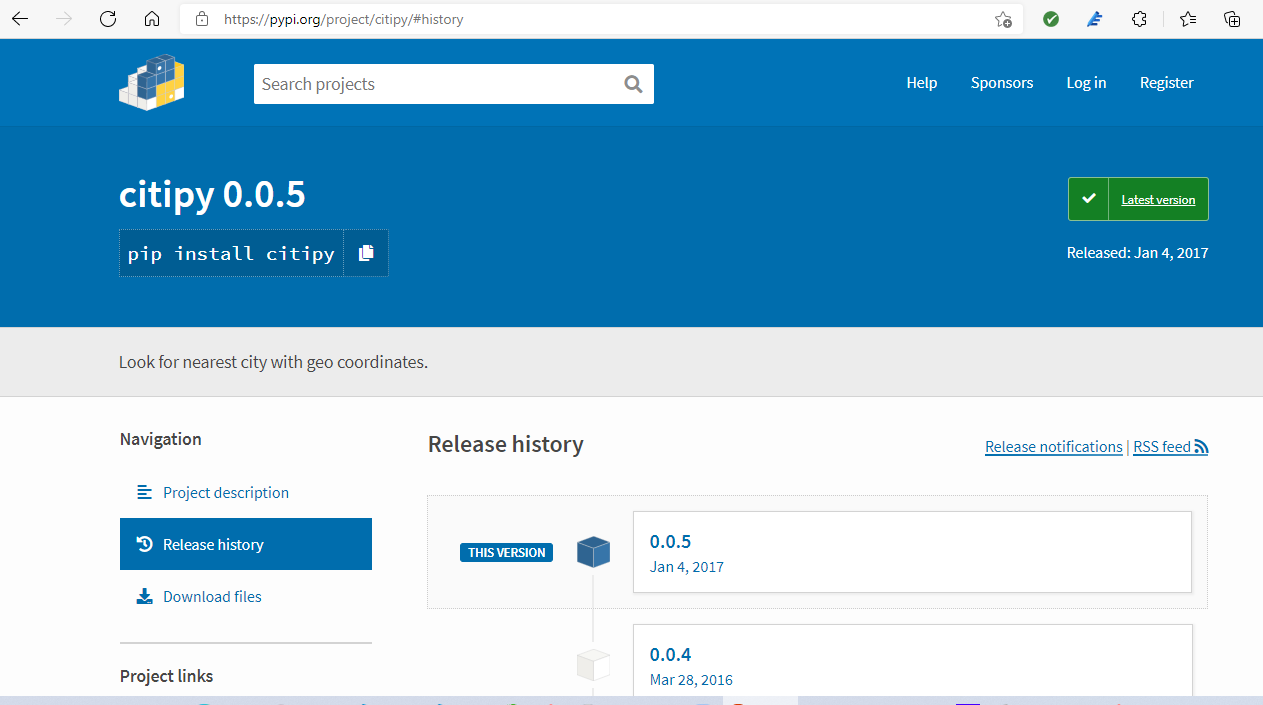 https://pypi.org/project/citipy/#history
Search projects
Help Sponsors Log in Register
citipy 0.0.5
Latest version
pip install citipy
Released: Jan 4, 2017
Look for nearest city with geo coordinates.
Navigation
Project description
Release history
Download files
Project links
Release history
Release notifications | RSS feed
THIS VERSION
0.0.5
Jan 4, 2017
0.0.4
Mar 28, 2016